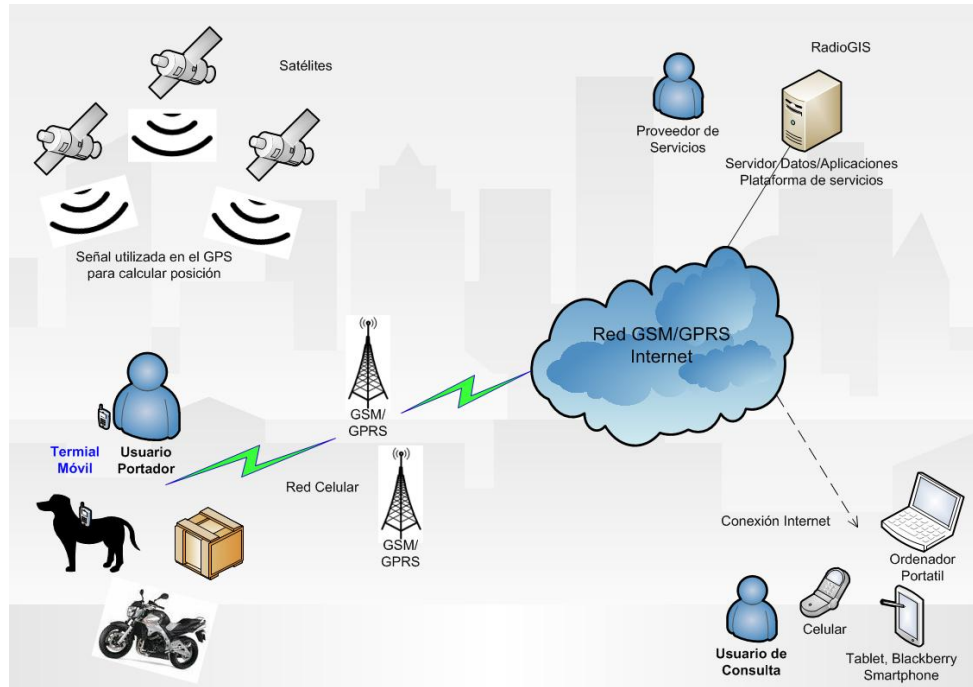 Satélites
RadioGIS
Proveedor de
Servicios
Servidor Datos/Aplicaciones
Plataforma de servicios
Señal utilizada en el GPS
para calcular posición
Red GSM/GPRS
Internet
GSM/
GPRS
Termial
Móvil
Usuario
Portador
Red Celular
GSM/
GPRS
Conexión Internet
Ordenador
Portatil
Celular
Usuario de
Consulta
Tablet, Blackberry
Smartphone